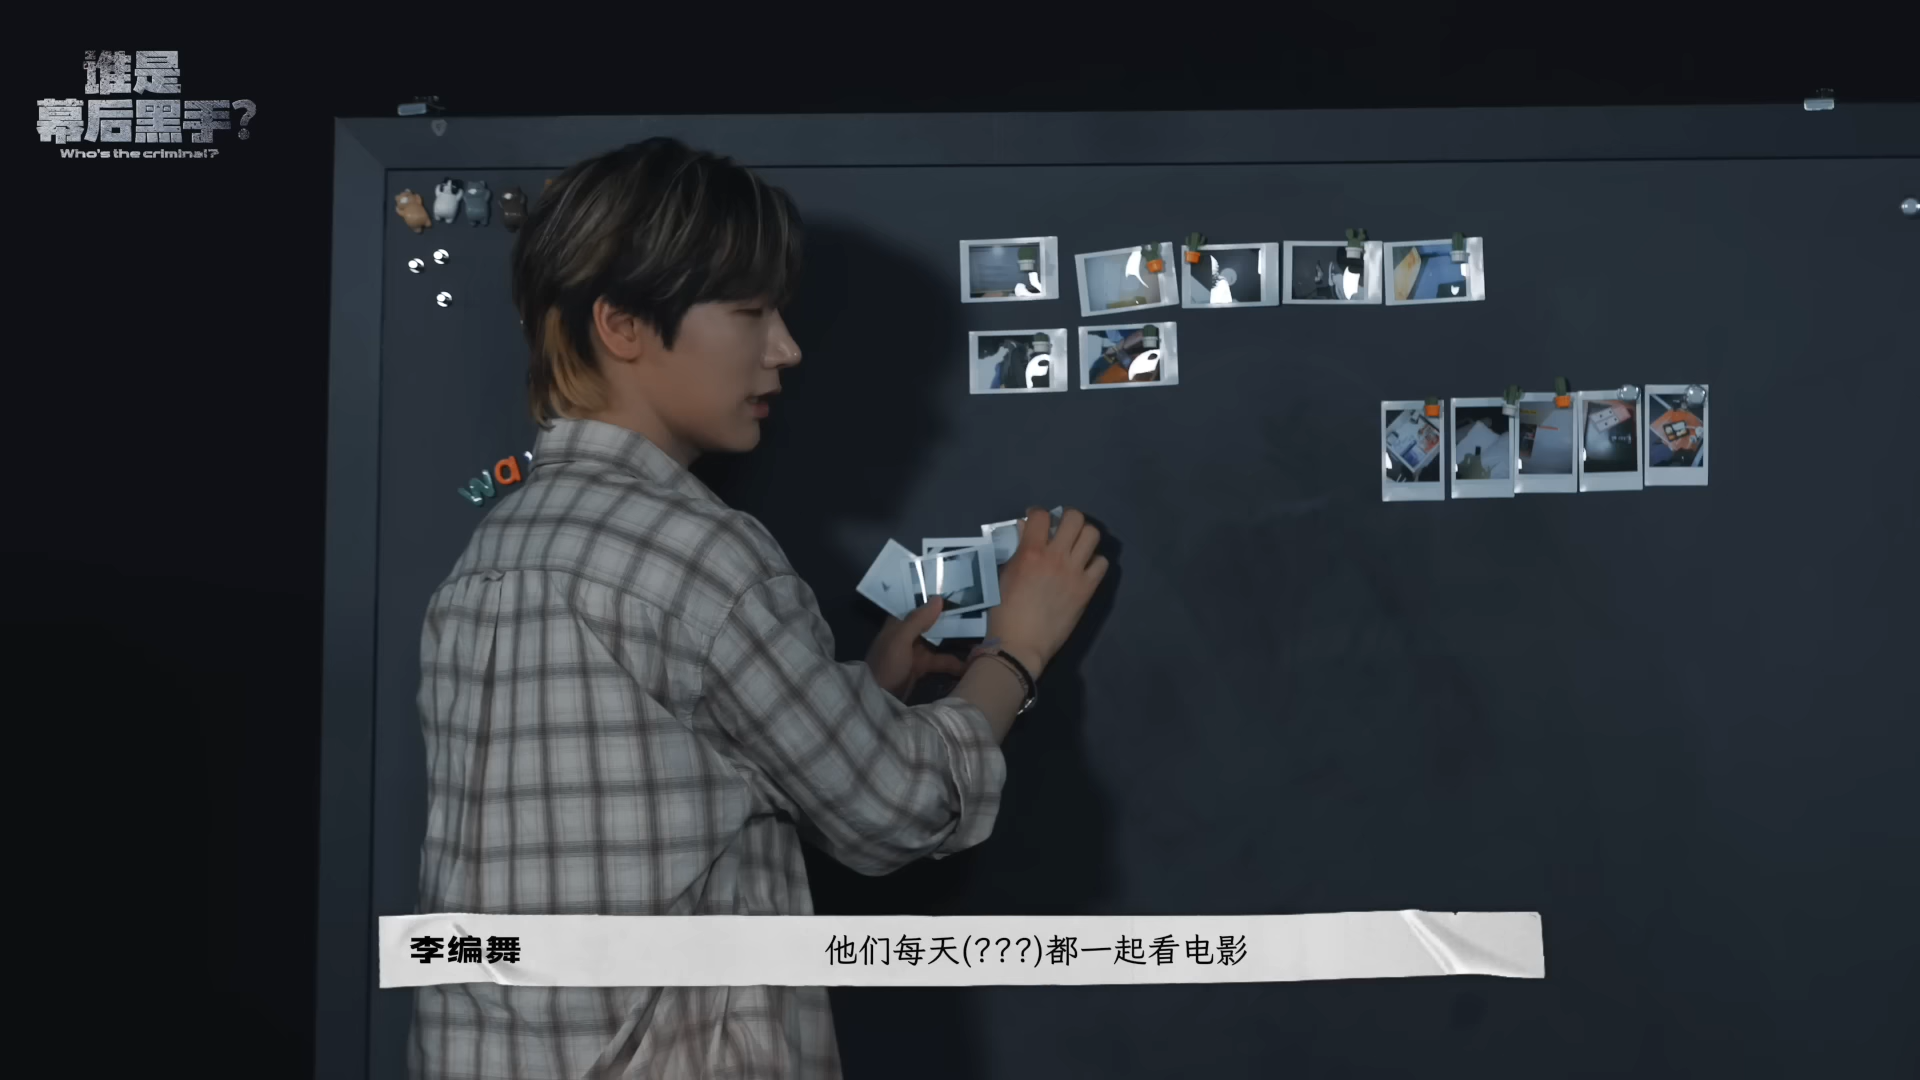 谁是
幕后黑手?
Who's the criminal?
wa
李编舞
他们每天(???)都一起看电影